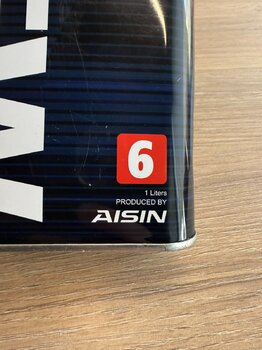 6
1 Liters
PRODUCED BY
AISIN